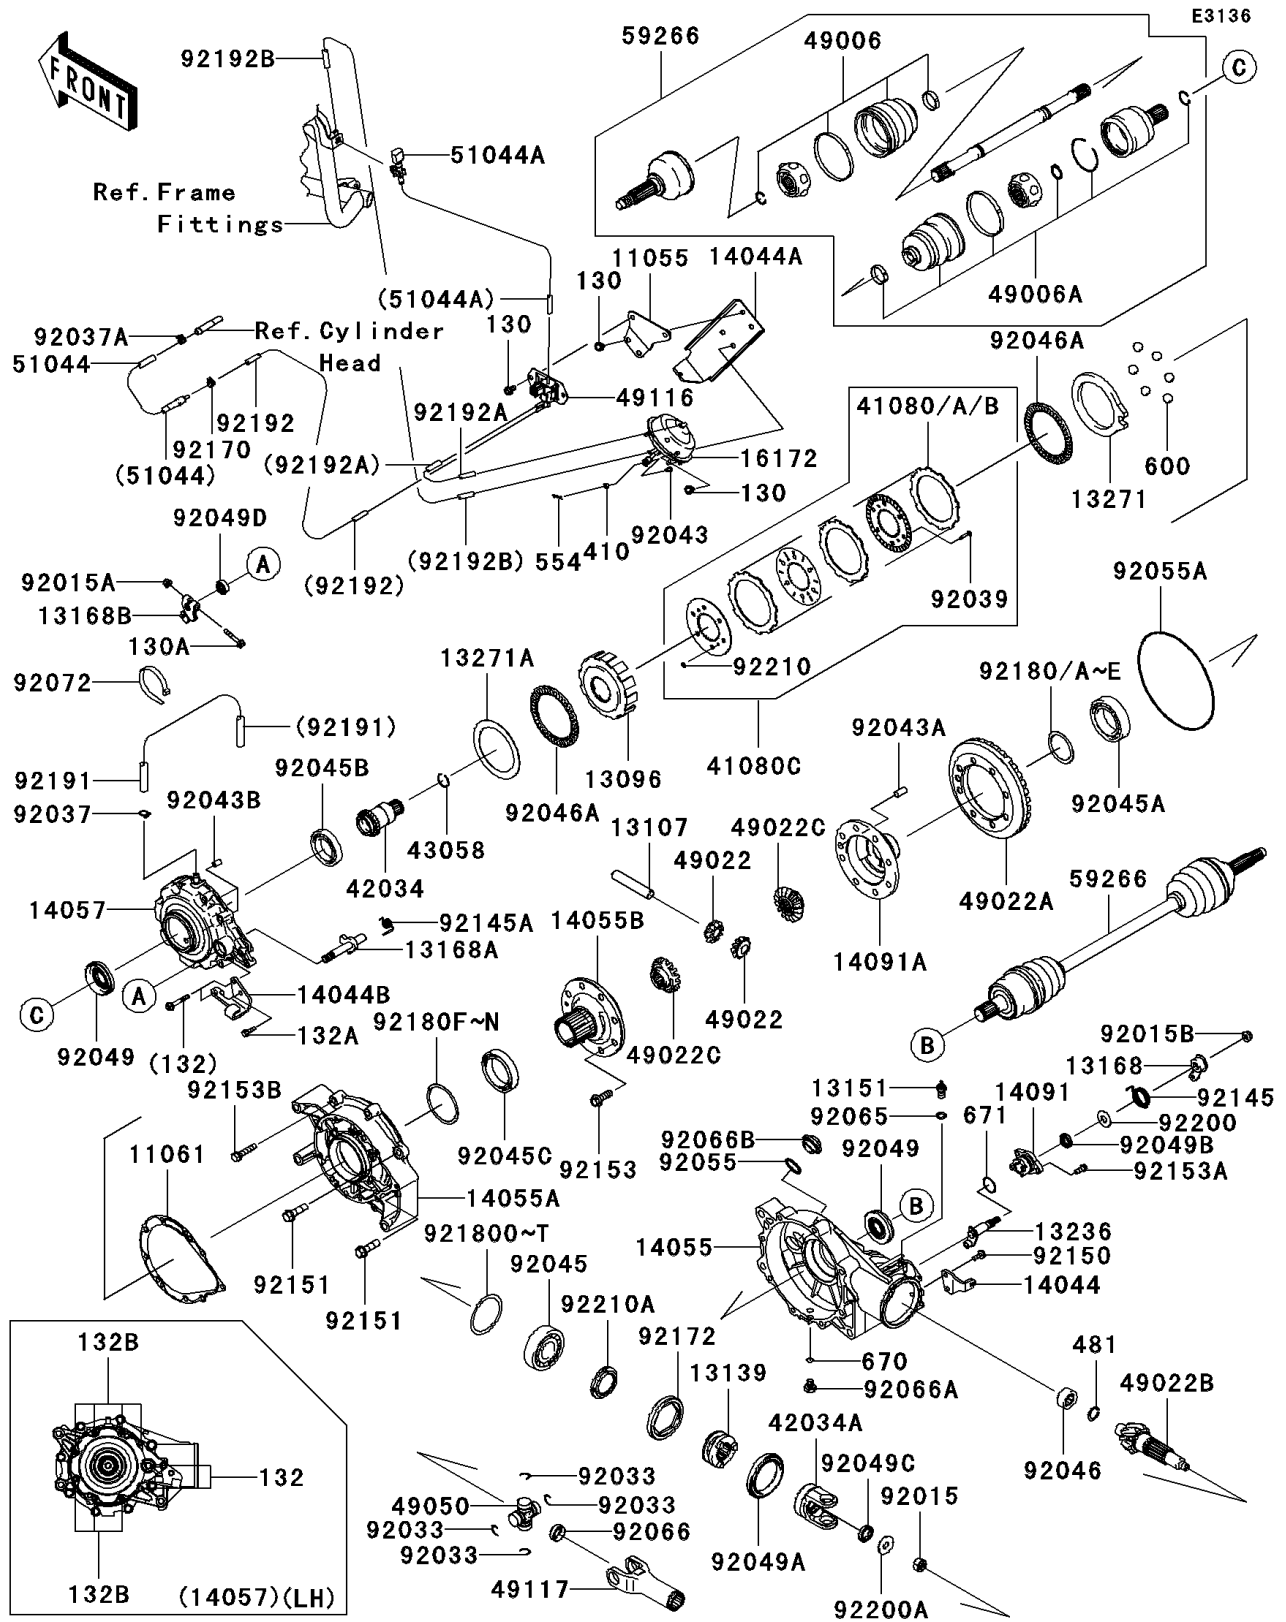 E3136
FRONT
92192B
59266
49006
C
51044A
Ref.Frame
Fittings
11055
14044A
130
(51044A)
49006A
92037A
Ref.Cylinder
Head
51044
130
92046A
92192
92170
(51044)
92192A
49116
41080/A/B
(92192A)
16172
600
13271
130
92049D
A
92043
410
554
(92192B)
(92192)
92015A
13168B
130A
92039
92055A
92210
13271A
92180/A~E
92072
(92191)
92043A
92045B
13096
41080C
92191
92043B
92046A
92045A
92037
13107
49022C
43058
49022
42034
59266
49022A
14057
92145A
14055B
13168A
14091A
A
C
14044B
92049
(132)
132A
92180F~N
49022
49022C
B
92015B
13168
92153B
13151
14091
92145
92065
671
92200
92066B
92049
92049B
11061
92045C
92153
92055
92153A
14055A
B
92151
921800~T
14055
13236
92150
14044
92151
92045
92210A
92172
670
13139
92066A
481
49022B
132B
42034A
132
92033
92049C
92046
49050
92033
92015
92033
92066
92033
92049A
132B
(14057)(LH)
49117
92200A